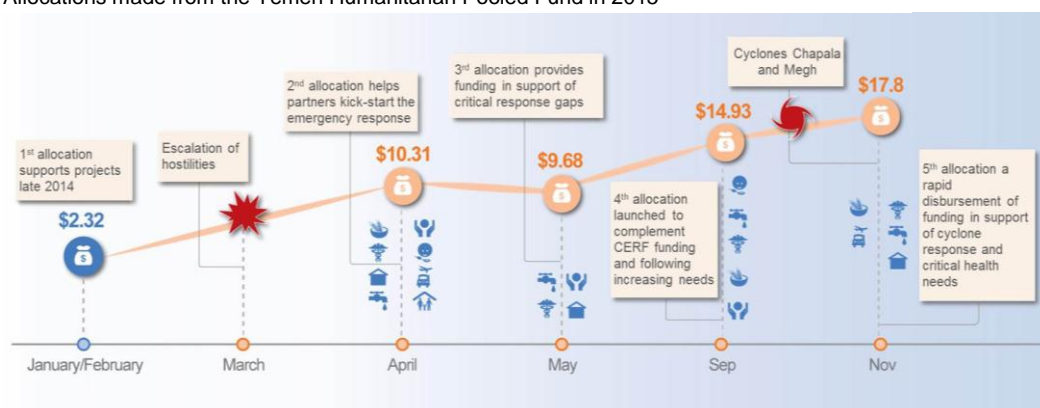 Allocations made from the Yemen Humanitarian Pooled Fund in 2015
1st allocation
supports projects
late 2014
$2.32
Escalation of
hostilities
2nd allocation helps
partners kick-start the
emergency response
$10.31
3rd allocation provides
funding in support of
critical response gaps
$9.68
4th allocation
launched to
complement
CERF funding
and following
increasing needs
$14.93
Cyclones Chapala
and Megh
$17.8
5th allocation a
rapid
disbursement of
funding in support
of cyclone
response and
critical health
needs
January/February
March
April
May
Sep
Nov